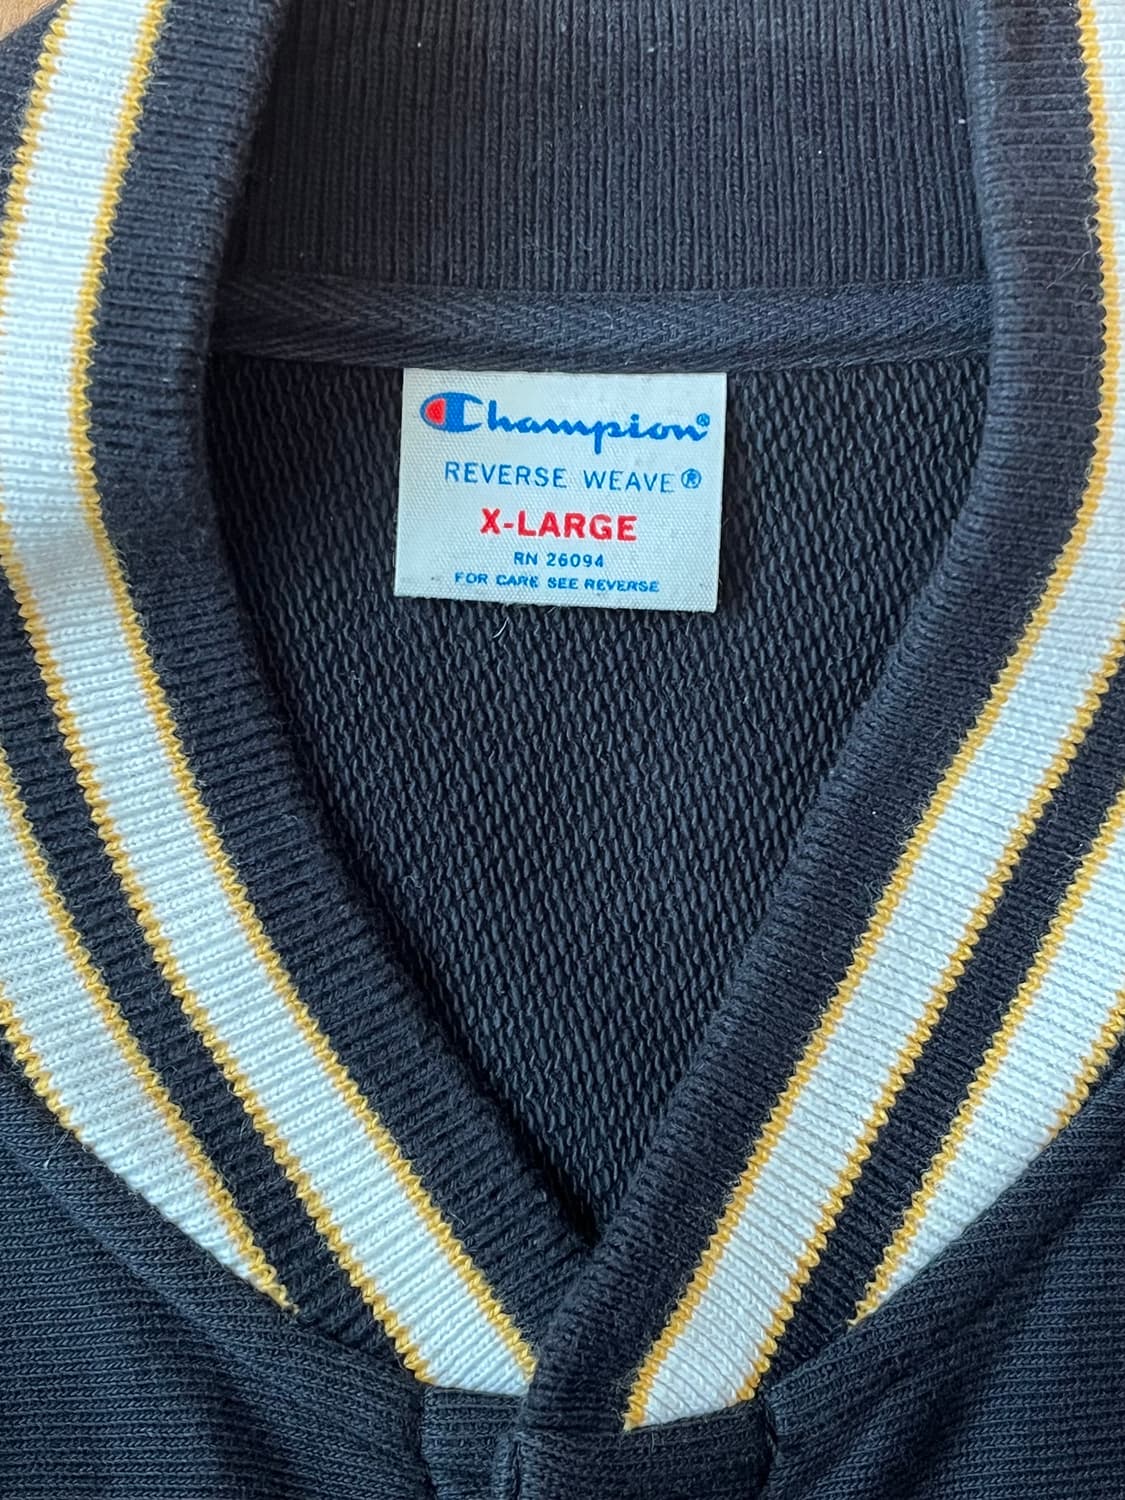 Champion®
REVERSE WEAVE®
X-LARGE
RN 26094
FOR CARE SEE REVERSE